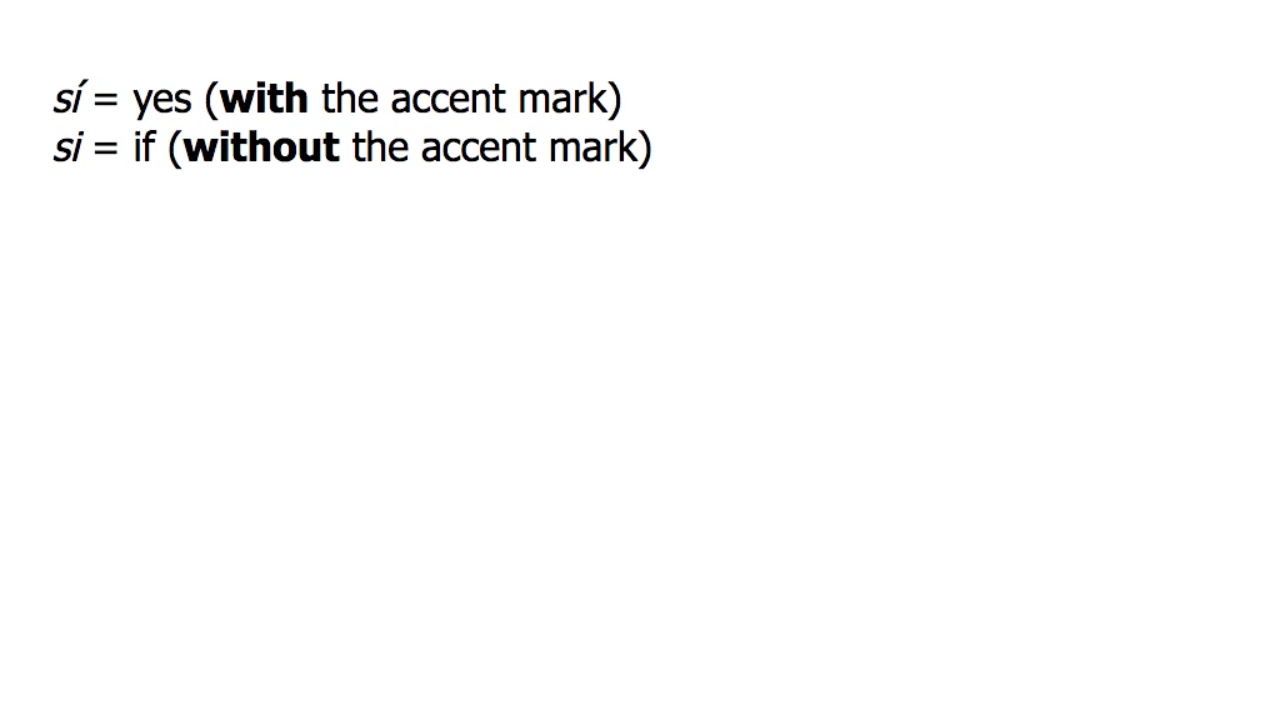 sí = yes (with the accent mark)
si = if (without the accent mark)